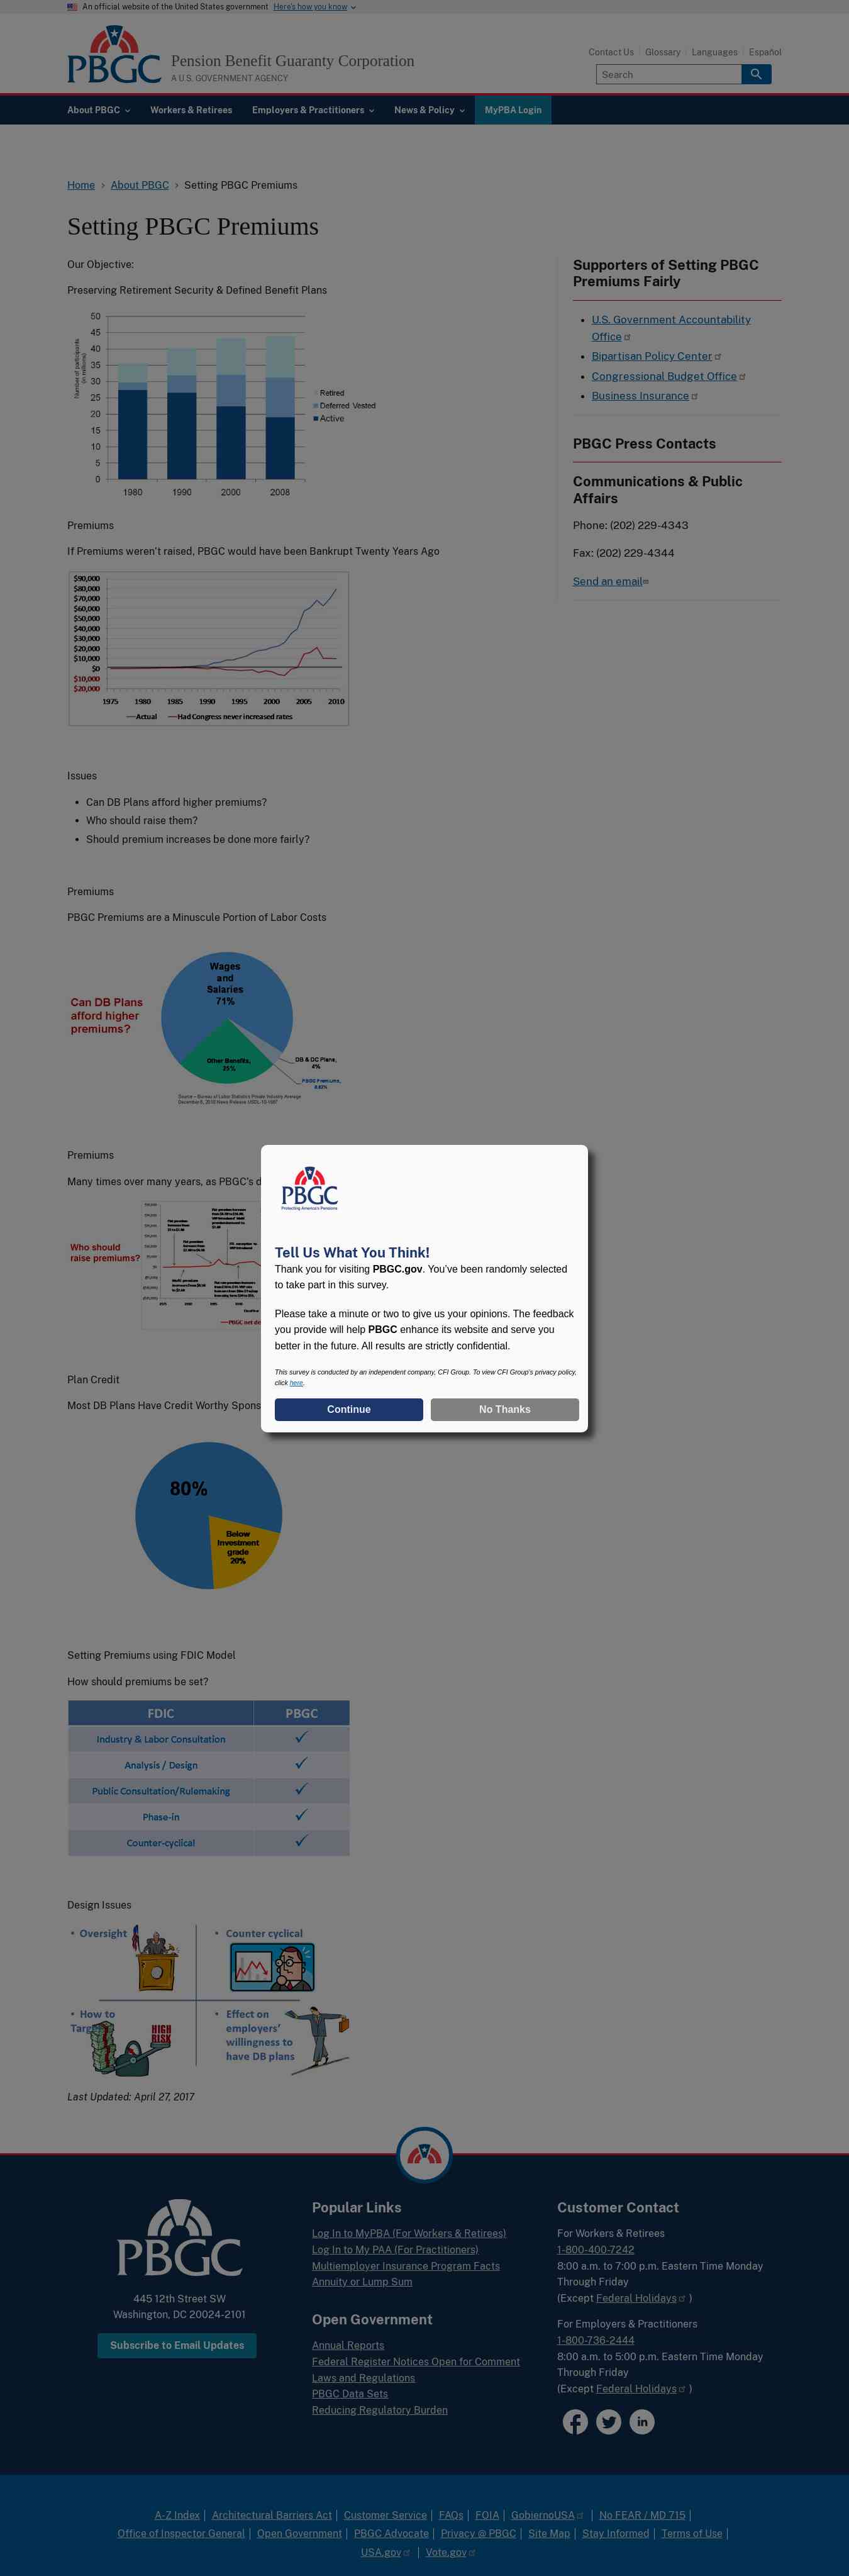 An official website of the United States government Here's how you know
PBGC
Pension Benefit Guaranty Corporation
A U.S. GOVERNMENT AGENCY
Contact Us Glossary Languages Español
Search
About PBGC Workers & Retirees Employers & Practitioners News & Policy MyPBA Login
Home About PBGC Setting PBGC Premiums
Setting PBGC Premiums
Our Objective:
Preserving Retirement Security & Defined Benefit Plans
Number of participants
(in millions)
50
45
40
35
30
25
20
15
10
5
0
1980 1990 2000 2008
Retired
Deferred Vested
Active
Premiums
If Premiums weren't raised, PBGC would have been Bankrupt Twenty Years Ago
$90,000
$80,000
$70,000
$60,000
$50,000
$40,000
$30,000
$20,000
$10,000
$0
$10,000
$20,000
1975 1980 1985 1990 1995 2000 2005 2010
Actual Had Congress never increased rates
Issues
Can DB Plans afford higher premiums?
Who should raise them?
Should premium increases be done more fairly?
Premiums
PBGC Premiums are a Minuscule Portion of Labor Costs
Can DB Plans
afford higher
premiums?
Wages
and
Salaries
71%
Other Benefits,
DB & DC Plans,
4%
PBGC Premiums,
Premiums
Many times over many years, as PBGC's d
Who should
raise premiums?
PBGC net de
Plan Credit
Most DB Plans Have Credit Worthy Spons
80%
Below
Investment
grade
20%
Setting Premiums using FDIC Model
How should premiums be set?
FDIC PBGC
Industry & Labor Consultation ✓
Analysis / Design ✓
Public Consultation/Rulemaking ✓
Phase-in ✓
Counter-cyclical ✓
Design Issues
• Oversight
• Counter cyclical
• How to
Target
HIGH
RISK
• Effect on
employers'
willingness to
have DB plans
Last Updated: April 27, 2017
Supporters of Setting PBGC
Premiums Fairly
U.S. Government Accountability
Office
Bipartisan Policy Center
Congressional Budget Office
Business Insurance
PBGC Press Contacts
Communications & Public
Affairs
Phone: (202) 229-4343
Fax: (202) 229-4344
Send an email
PBGC
Protecting America's Pensions
Tell Us What You Think!
Thank you for visiting PBGC.gov. You've been randomly selected
to take part in this survey.
Please take a minute or two to give us your opinions. The feedback
you provide will help PBGC enhance its website and serve you
better in the future. All results are strictly confidential.
This survey is conducted by an independent company, CFI Group. To view CFI Group's privacy policy,
click here.
Continue No Thanks
PBGC
445 12th Street SW
Washington, DC 20024-2101
Subscribe to Email Updates
Popular Links
Log In to MyPBA (For Workers & Retirees)
Log In to My PAA (For Practitioners)
Multiemployer Insurance Program Facts
Annuity or Lump Sum
Open Government
Annual Reports
Federal Register Notices Open for Comment
Laws and Regulations
PBGC Data Sets
Reducing Regulatory Burden
Customer Contact
For Workers & Retirees
1-800-400-7242
8:00 a.m. to 7:00 p.m. Eastern Time Monday
Through Friday
(Except Federal Holidays )
For Employers & Practitioners
1-800-736-2444
8:00 a.m. to 5:00 p.m. Eastern Time Monday
Through Friday
(Except Federal Holidays )
A-Z Index | Architectural Barriers Act | Customer Service | FAQs | FOIA | GobiernoUSA | No FEAR / MD 715 |
Office of Inspector General | Open Government | PBGC Advocate | Privacy @ PBGC | Site Map | Stay Informed | Terms of Use |
USA.gov | Vote.gov